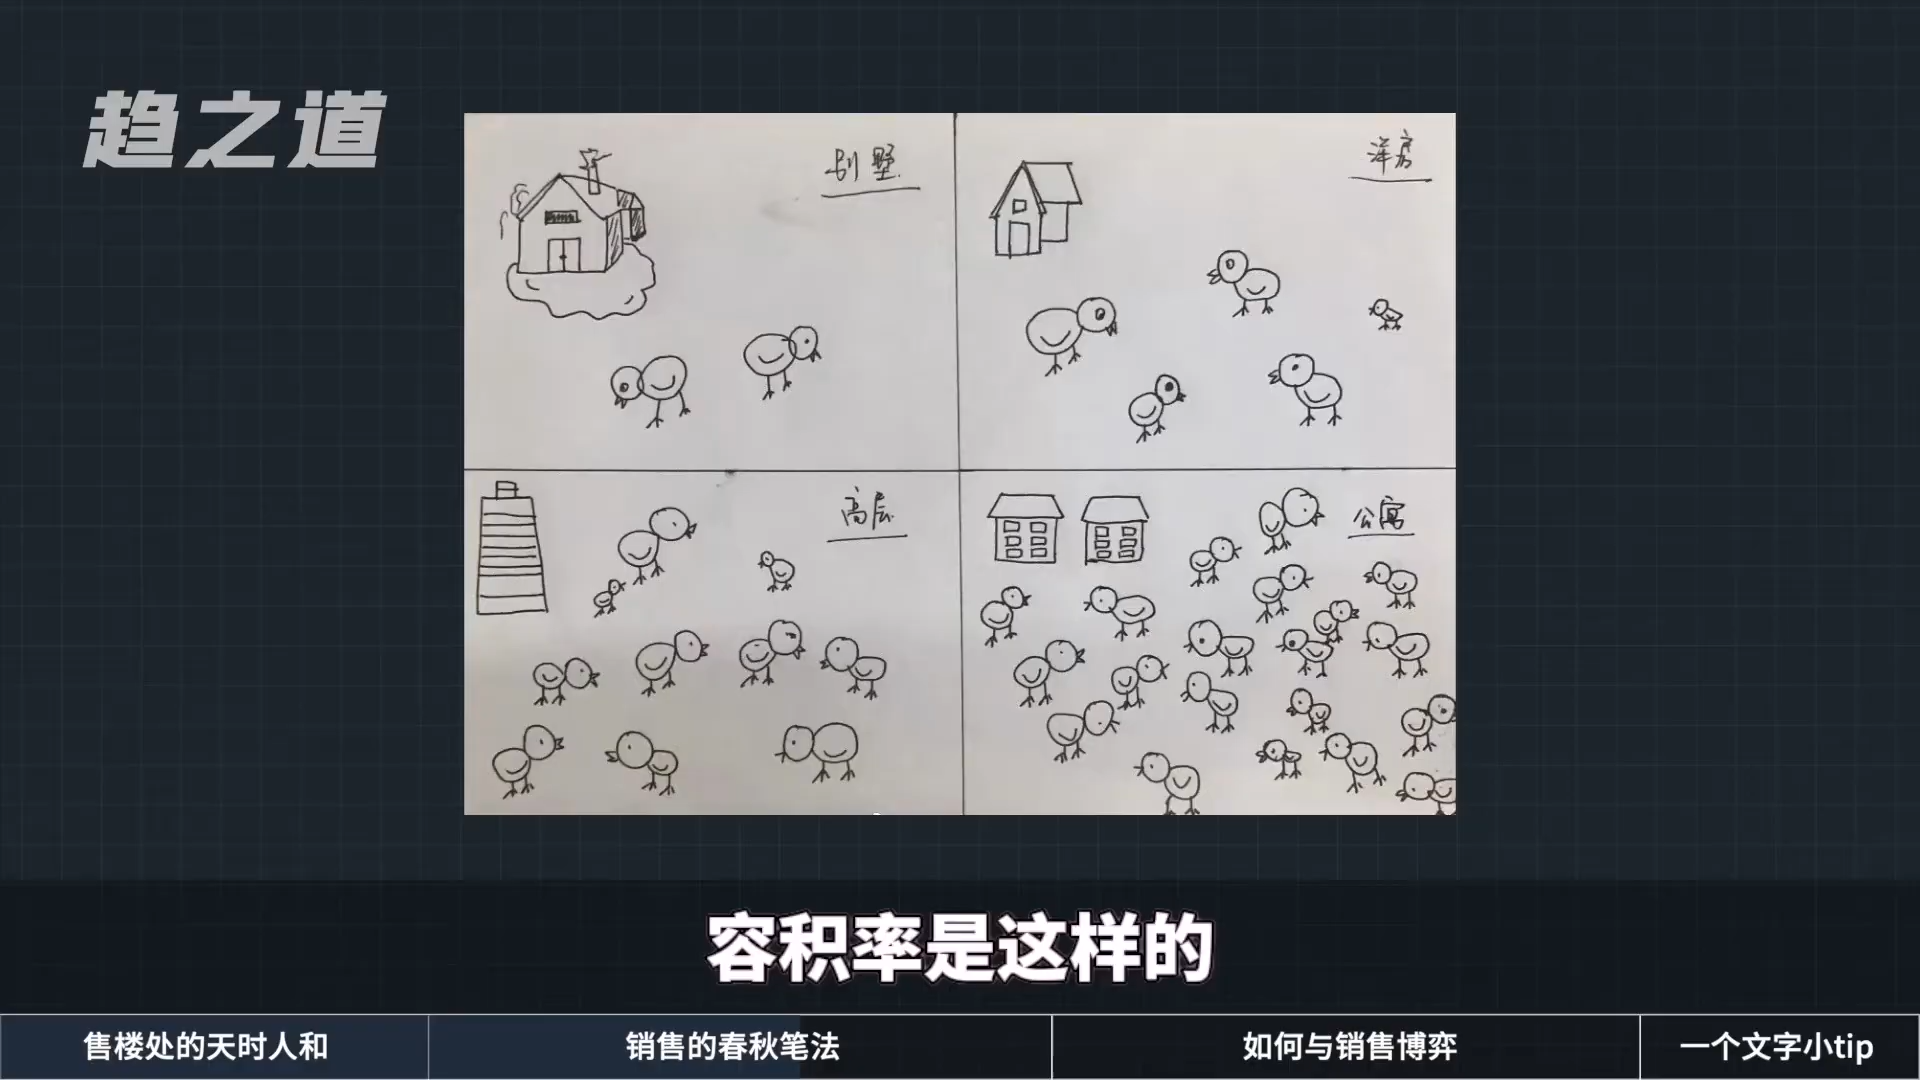 趋之道
别墅
洋房
高层
公寓
容积率是这样的
售楼处的天时人和
销售的春秋笔法
如何与销售博弈
一个文字小tip